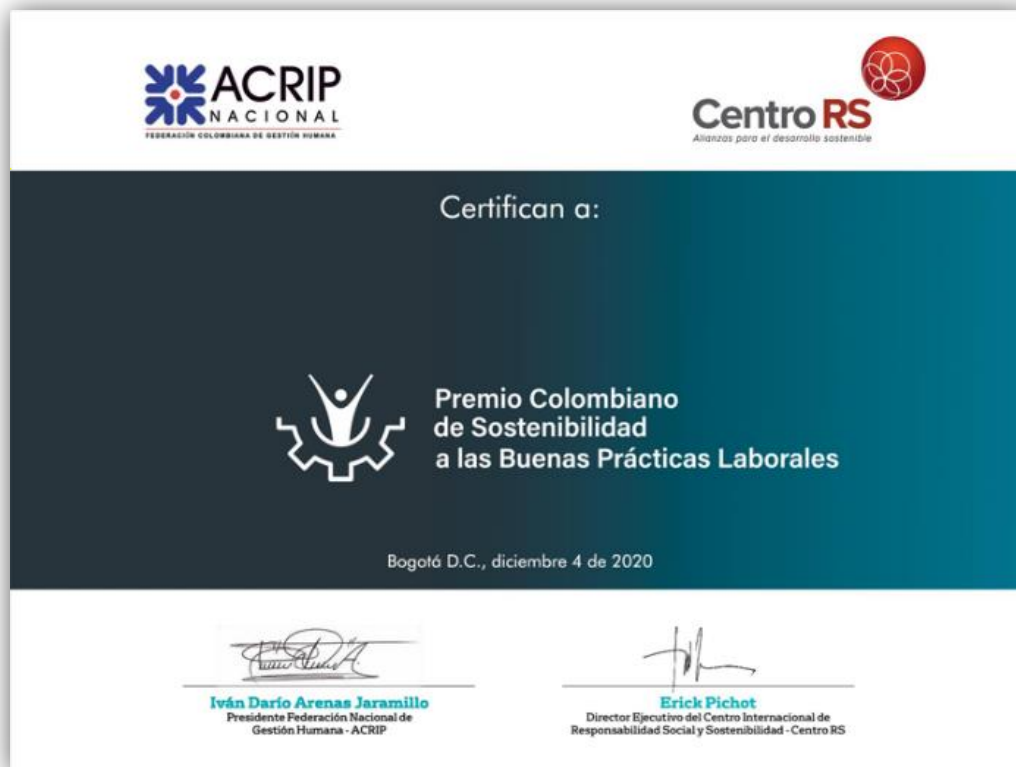 ACRIP
NACIONAL
FEDERACIÓN COLOMBIANA DE GESTIÓN HUMANA
Centro RS
Alianzas para el desarrollo sostenible
Certifican a:
Premio Colombiano
de Sostenibilidad
a las Buenas Prácticas Laborales
Bogotá D.C., diciembre 4 de 2020
Iván Darío Arenas Jaramillo
Presidente Federación Nacional de
Gestión Humana - ACRIP
Erick Pichot
Director Ejecutivo del Centro Internacional de
Responsabilidad Social y Sostenibilidad - Centro RS